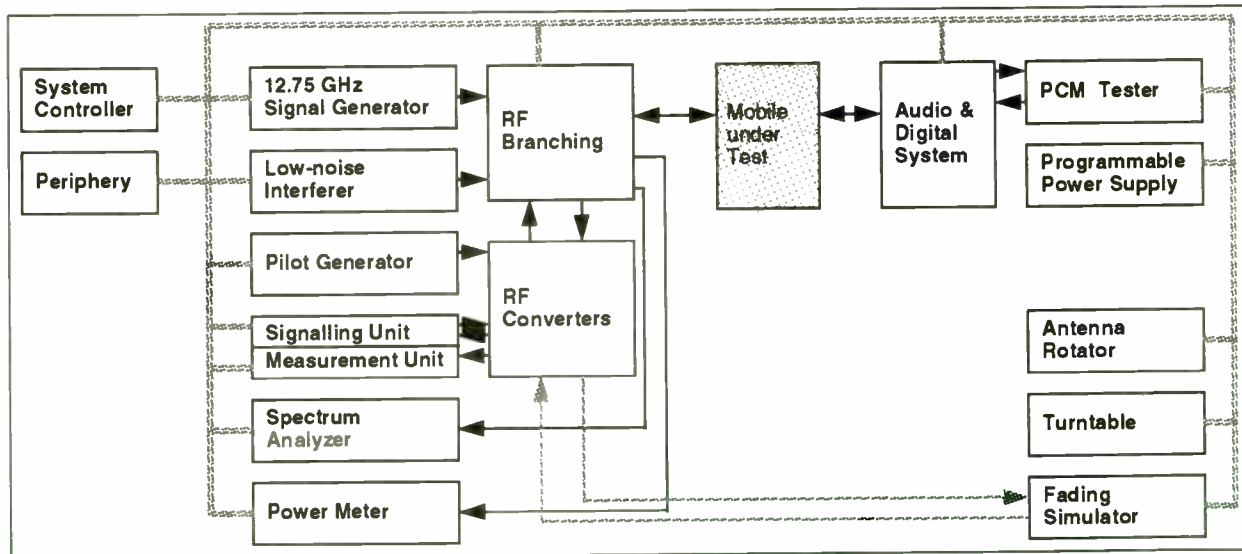 System
Controller
Periphery
12.75 GHz
Signal Generator
Low-noise
Interferer
Pilot Generator
Signalling Unit
Measurement Unit
Spectrum
Analyzer
Power Meter
RF
Branching
RF
Converters
Mobile
under
Test
Audio &
Digital
System
PCM Tester
Programmable
Power Supply
Antenna
Rotator
Turntable
Fading
Simulator